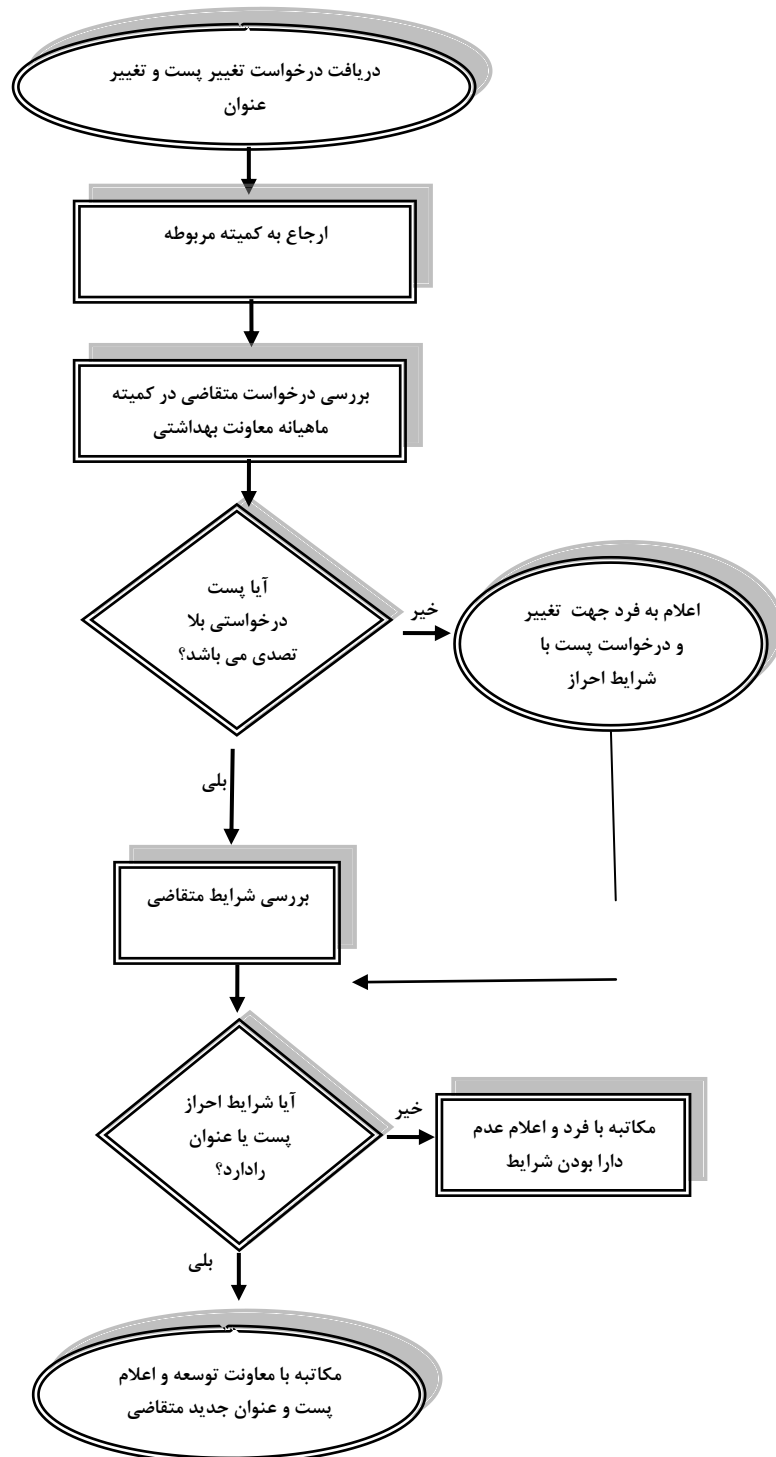 دریافت درخواست تغییر پست و تغییر
عنوان
ارجاع به کمیته مربوطه
بررسی درخواست متقاضی در کمیته
ماهیانه معاونت بهداشتی
آیا پست
درخواستی بلا
تصدی می باشد؟
خیر
اعلام به فرد جهت تغییر
و درخواست پست با
شرایط احراز
بلی
بررسی شرایط متقاضی
آیا شرایط احراز
پست یا عنوان
رادارد؟
خیر
مکاتبه با فرد و اعلام عدم
دارا بودن شرایط
بلی
مکاتبه با معاونت توسعه و اعلام
پست و عنوان جدید متقاضی